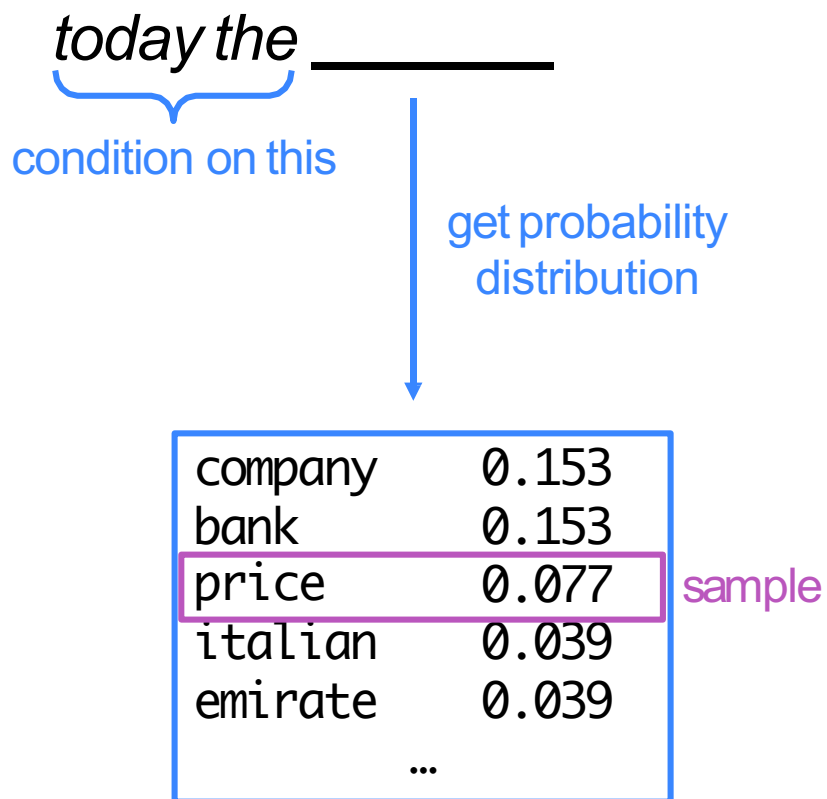 today the ________
condition on this
get probability
distribution
company 0.153
bank 0.153
price 0.077 sample
italian 0.039
emirate 0.039
…